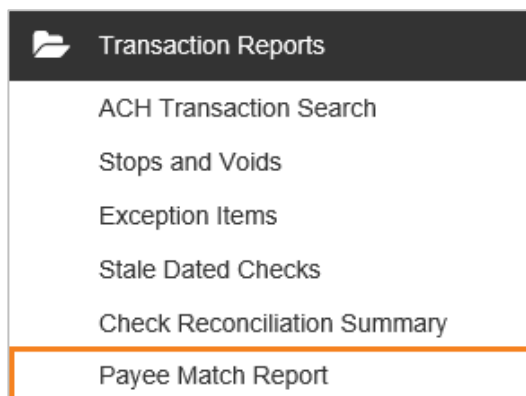 Transaction Reports
ACH Transaction Search
Stops and Voids
Exception Items
Stale Dated Checks
Check Reconciliation Summary
Payee Match Report